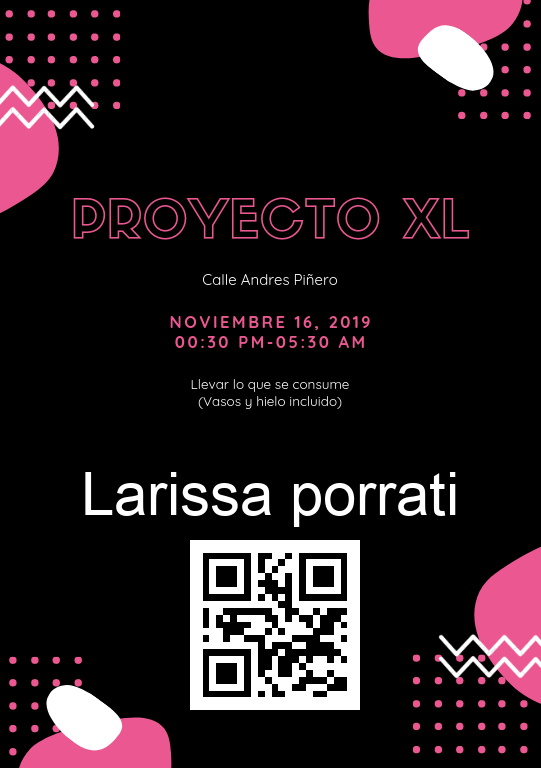 PROYECTO XL
Calle Andres Piñero
NOVIEMBRE 16, 2019
00:30 PM-05:30 AM
Llevar lo que se consume
(Vasos y hielo incluido)
Larissa porrati